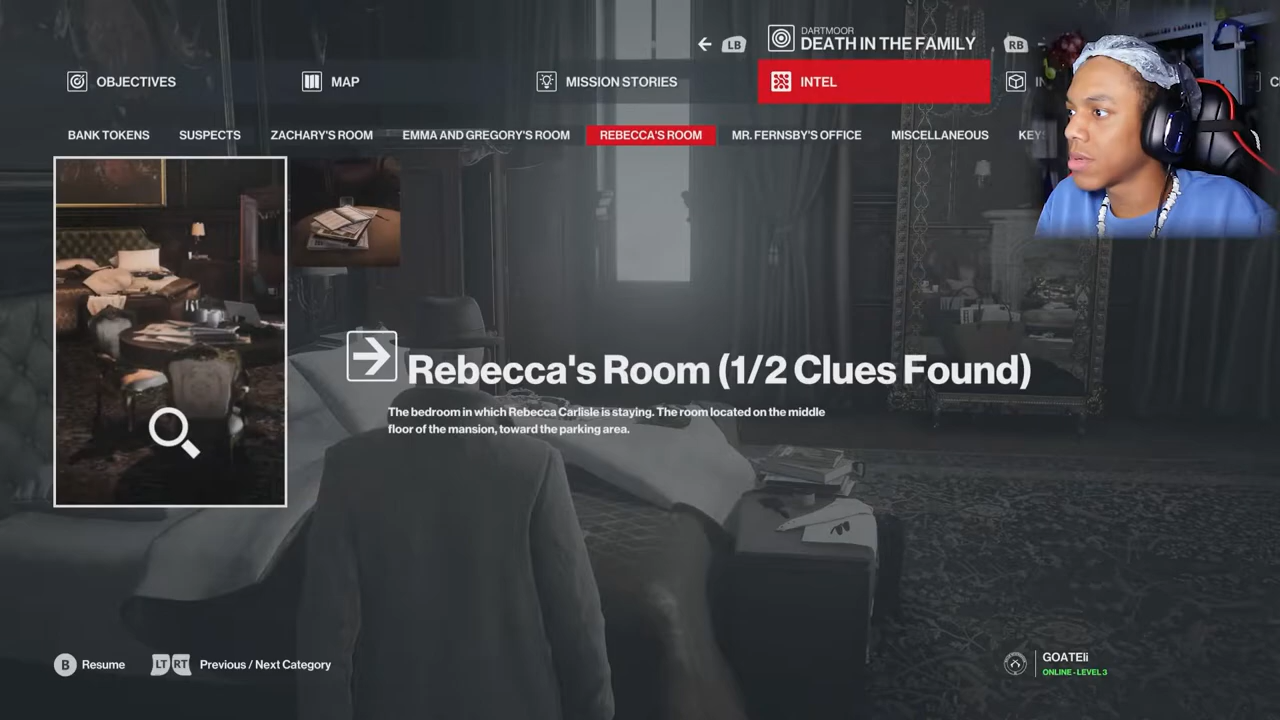 DARTMOOR
LB DEATH IN THE FAMILY RB
OBJECTIVES MAP MISSION STORIES INTEL
BANK TOKENS SUSPECTS ZACHARY'S ROOM EMMA AND GREGORY'S ROOM REBECCA'S ROOM MR. FERNSBY'S OFFICE MISCELLANEOUS
Rebecca's Room (1/2 Clues Found)
The bedroom in which Rebecca Carlisle is staying. The room located on the middle
floor of the mansion, toward the parking area.
B Resume LT RT Previous / Next Category
GOATEli
ONLINE - LEVEL 3